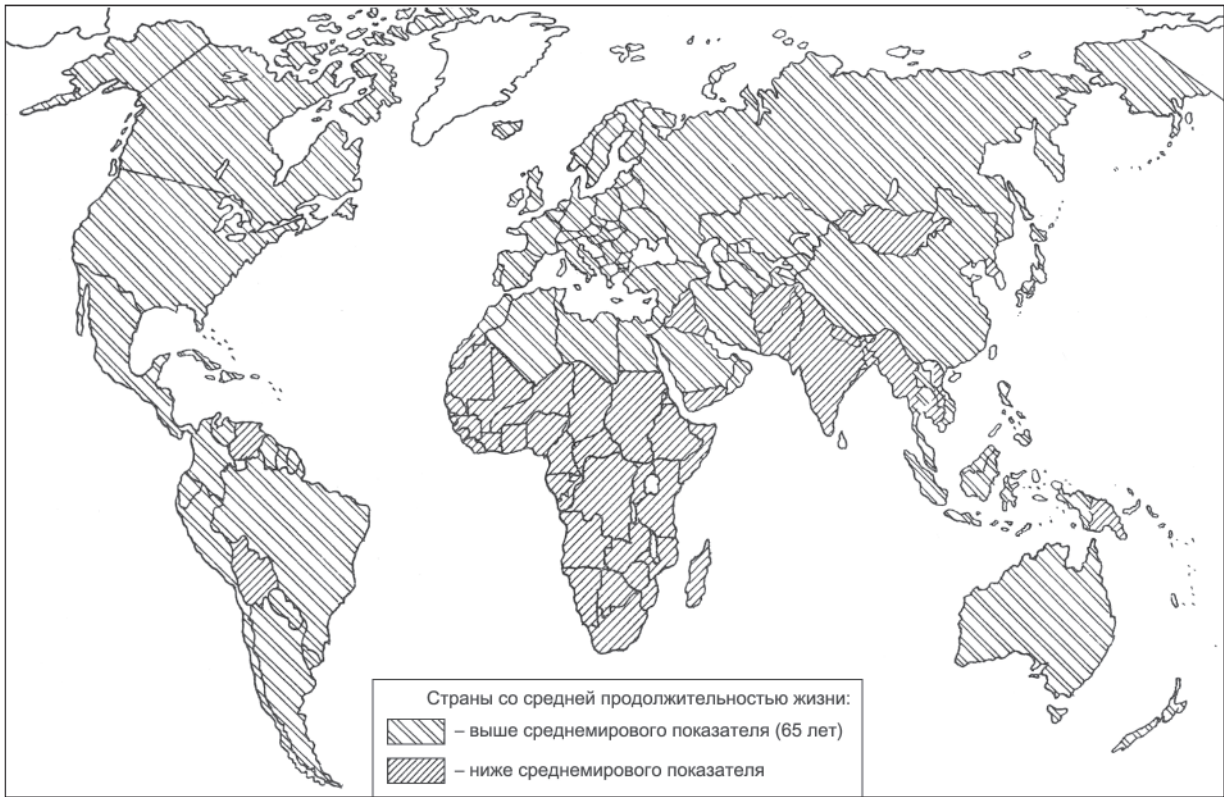 Страны со средней продолжительностью жизни:
– выше среднемирового показателя (65 лет)
– ниже среднемирового показателя